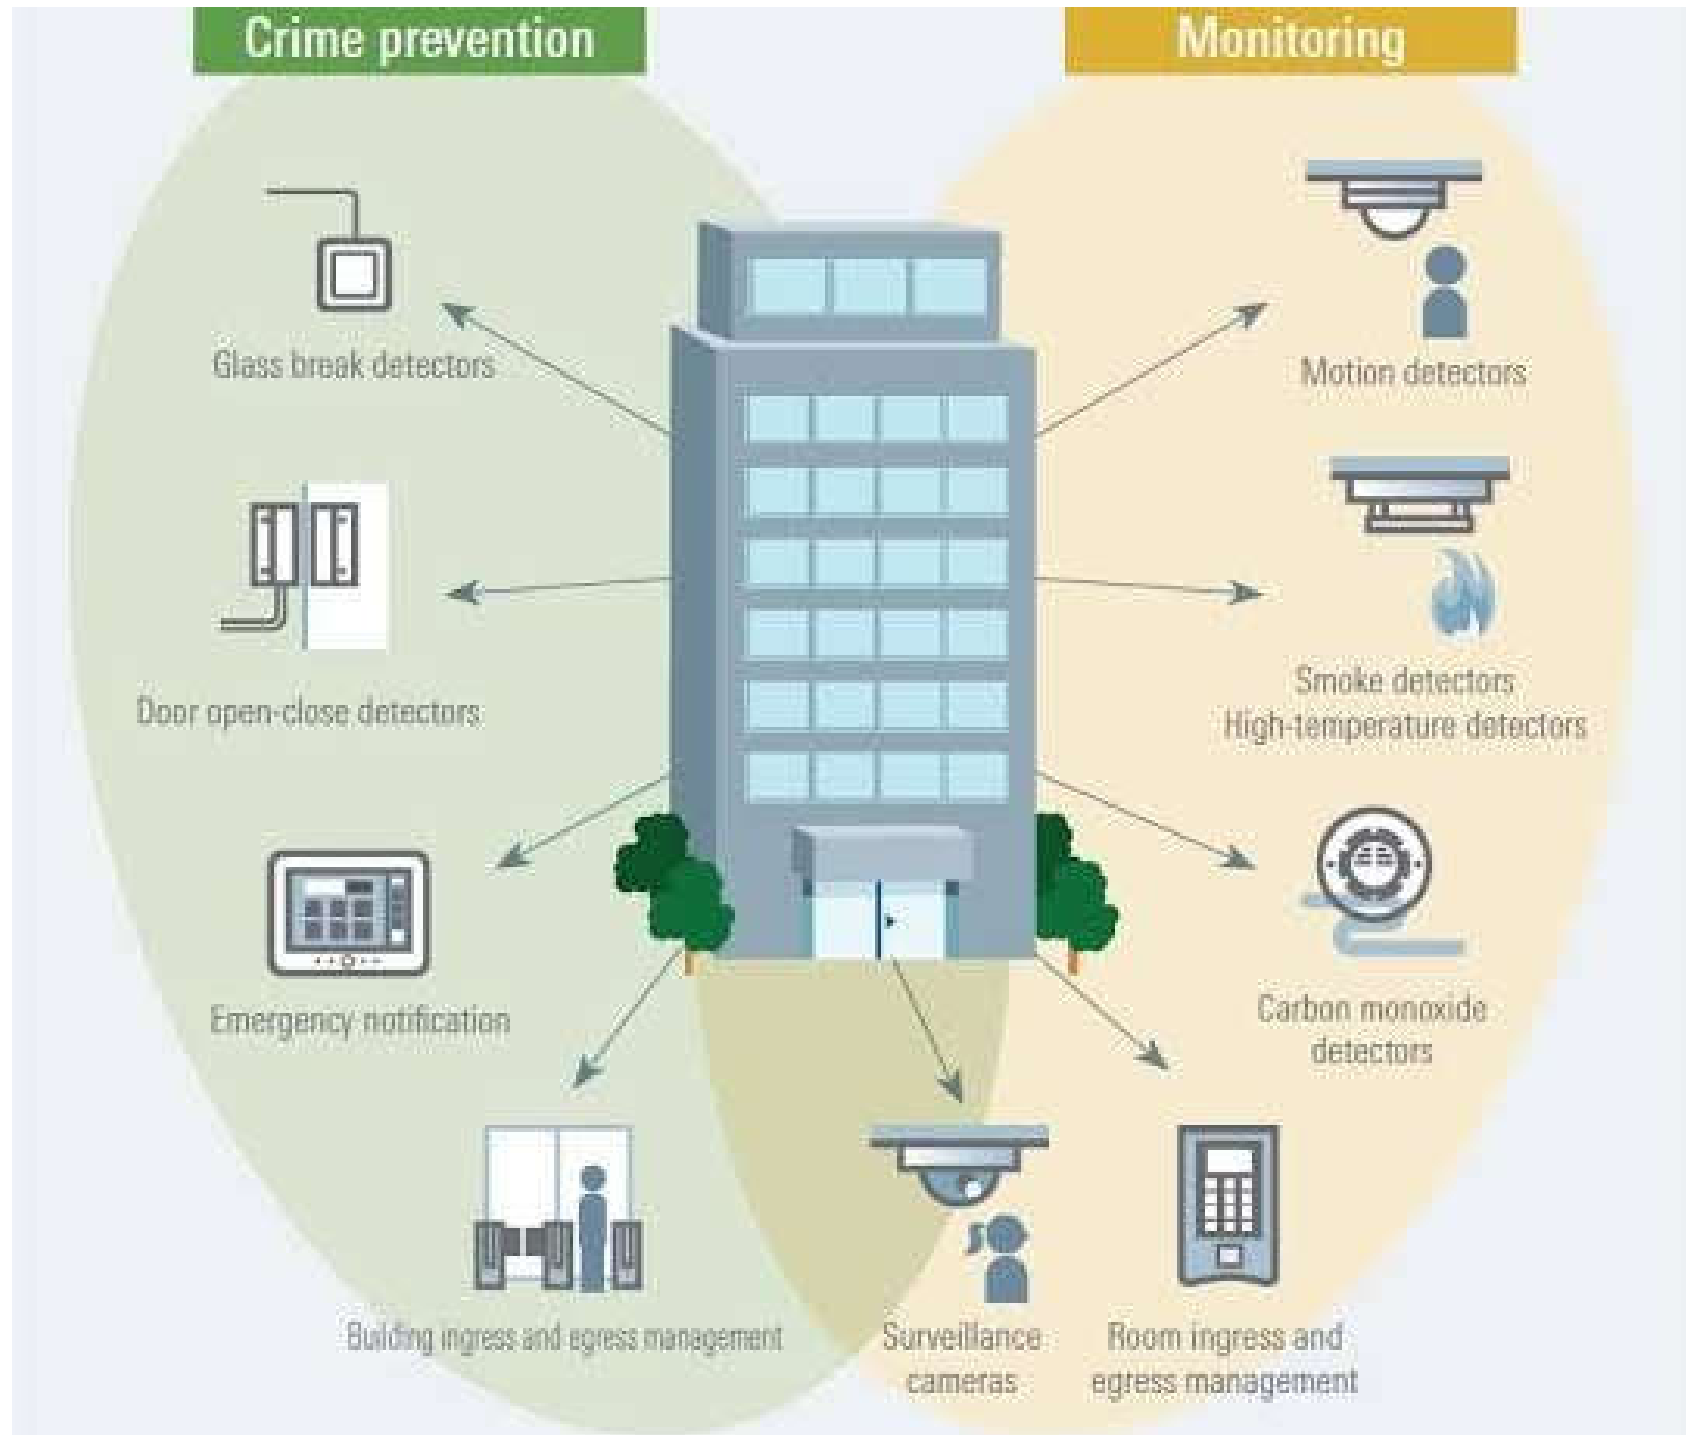 Crime prevention
Monitoring
Glass break detectors
Motion detectors
Door open-close detectors
Smoke detectors
High-temperature detectors
Emergency notification
Carbon monoxide
detectors
Building ingress and egress management
Surveillance
cameras
Room ingress and
egress management